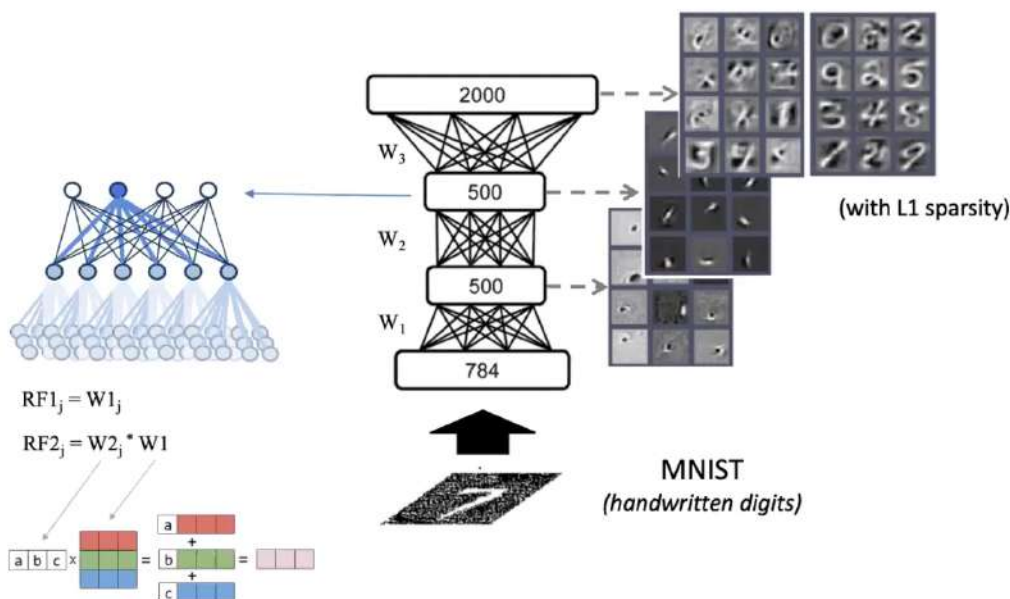 2000
W3
500
(with L1 sparsity)
W2
500
W1
784
RF1j = W1j
RF2j = W2j * W1
MNIST
(handwritten digits)
a
+
a b c x = b =
+
c